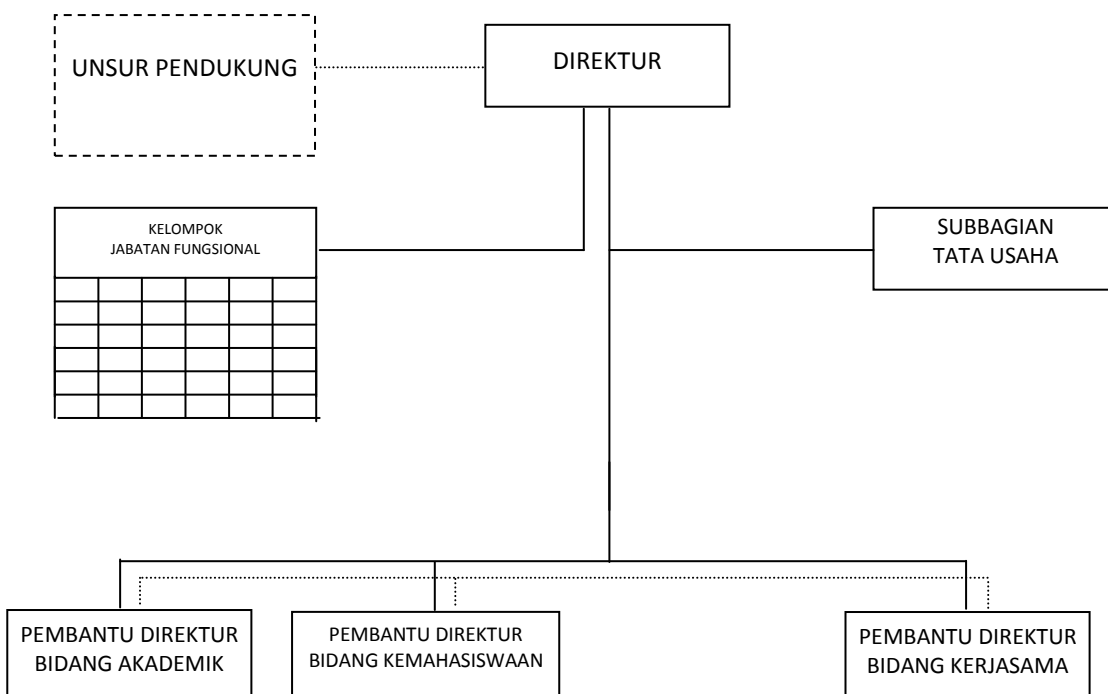 UNSUR PENDUKUNG
DIREKTUR
KELOMPOK
JABATAN FUNGSIONAL
SUBBAGIAN
TATA USAHA
PEMBANTU DIREKTUR
BIDANG AKADEMIK
PEMBANTU DIREKTUR
BIDANG KEMAHASISWAAN
PEMBANTU DIREKTUR
BIDANG KERJASAMA